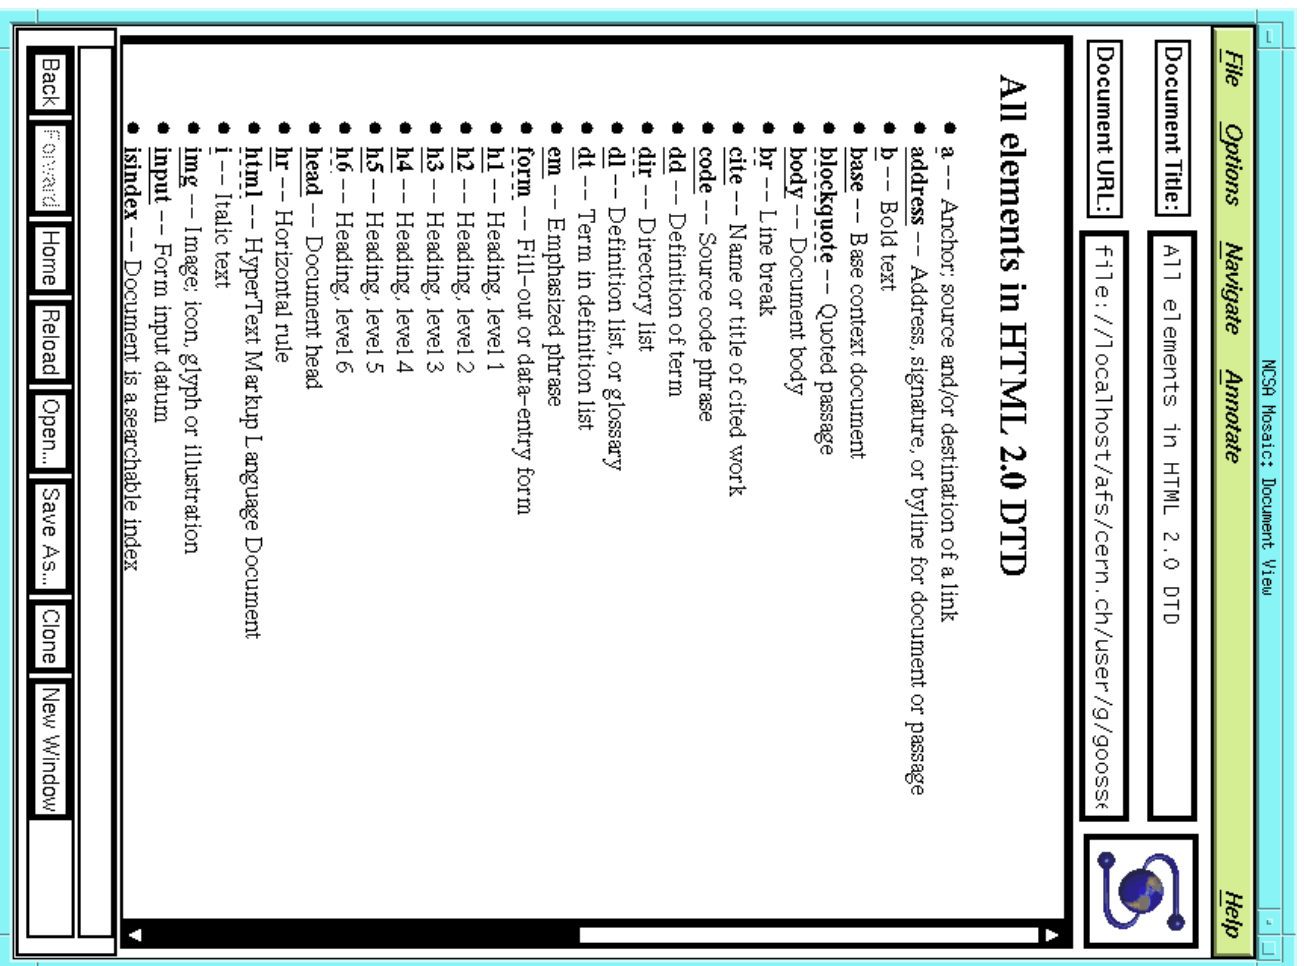 NCSA Mosaic: Document View
File Options Navigate Annotate Help
Document Title: All elements in HTML 2.0 DTD
Document URL: file://localhost/afs/cern.ch/user/g/goosse
All elements in HTML 2.0 DTD
• a -- Anchor; source and/or destination of a link
• address -- Address, signature, or byline for document or passage
• b -- Bold text
• base -- Base context document
• blockquote -- Quoted passage
• body -- Document body
• br -- Line break
• cite -- Name or title of cited work
• code -- Source code phrase
• dd -- Definition of term
• dir -- Directory list
• dl -- Definition list, or glossary
• dt -- Term in definition list
• em -- Emphasized phrase
• form -- Fill-out or data-entry form
• h1 -- Heading, level 1
• h2 -- Heading, level 2
• h3 -- Heading, level 3
• h4 -- Heading, level 4
• h5 -- Heading, level 5
• h6 -- Heading, level 6
• head -- Document head
• hr -- Horizontal rule
• html -- HyperText Markup Language Document
• i -- Italic text
• img -- Image; icon, glyph or illustration
• input -- Form input datum
• isindex -- Document is a searchable index
Back Forward Home Reload Open... Save As... Clone New Window